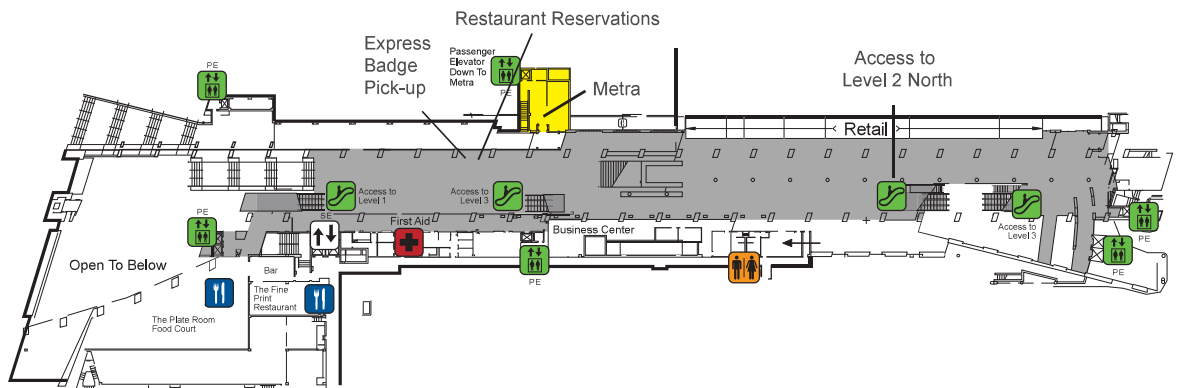 Restaurant Reservations
Express
Badge
Pick-up
Passenger
Elevator
Down To
Metra
PE
PE
Metra
Access to
Level 2 North
Retail
Access to
Level 1
Access to
Level 3
PE
SE
First Aid
Business Center
Access to
Level 3
PE
PE
PE
Open To Below
Bar
The Fine
Print
Restaurant
The Plate Room
Food Court